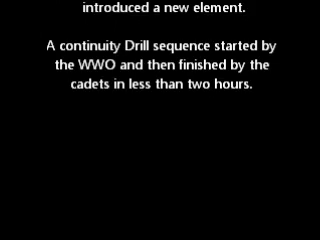 introduced a new element.
A continuity Drill sequence started by
the WWO and then finished by the
cadets in less than two hours.